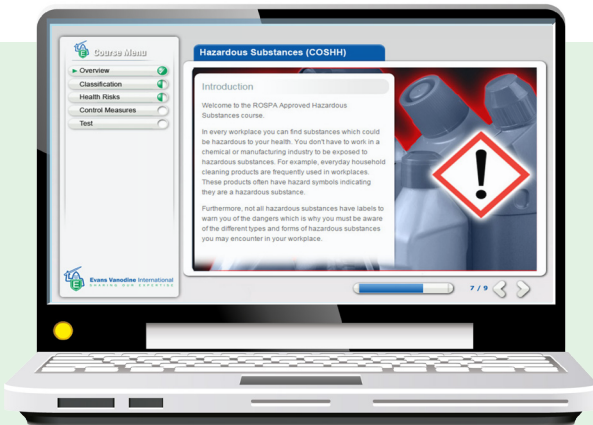 Course Menu
Overview
Classification
Health Risks
Control Measures
Test
Evans Vanodine International
SHARING OUR EXPERTISE
Hazardous Substances (COSHH)
Introduction
Welcome to the ROSPA Approved Hazardous
Substances course.
In every workplace you can find substances which could
be hazardous to your health. You don't have to work in a
chemical or manufacturing industry to be exposed to
hazardous substances. For example, everyday household
cleaning products are frequently used in workplaces.
These products often have hazard symbols indicating
they are a hazardous substance.
Furthermore, not all hazardous substances have labels to
warn you of the dangers which is why you must be aware
of the different types and forms of hazardous substances
you may encounter in your workplace.
7 / 9